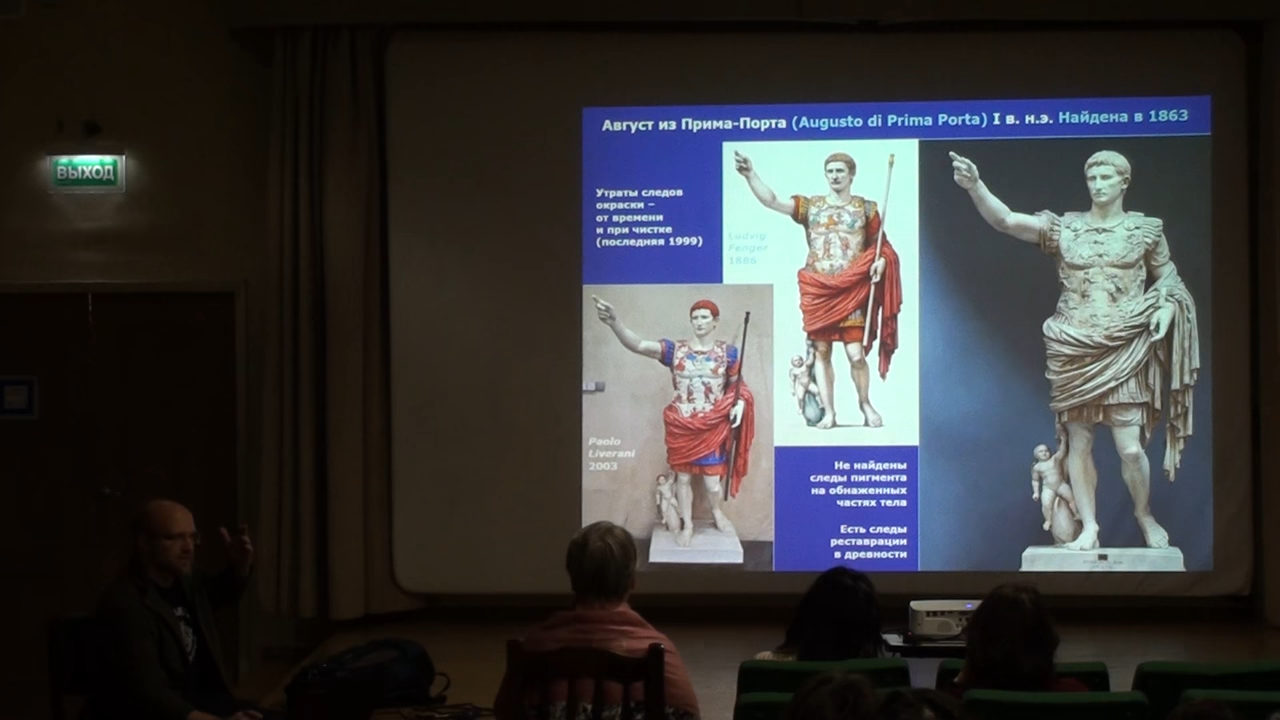 ВЫХОД
Август из Прима-Порта (Augusto di Prima Porta) I в. н.э. Найдена в 1863
Утраты следов
окраски –
от времени
и при чистке
(последняя 1999)
Ludvig
Fenger
1886
Paolo
Liverani
2003
Не найдены
следы пигмента
на обнаженных
частях тела
Есть следы
реставрации
в древности